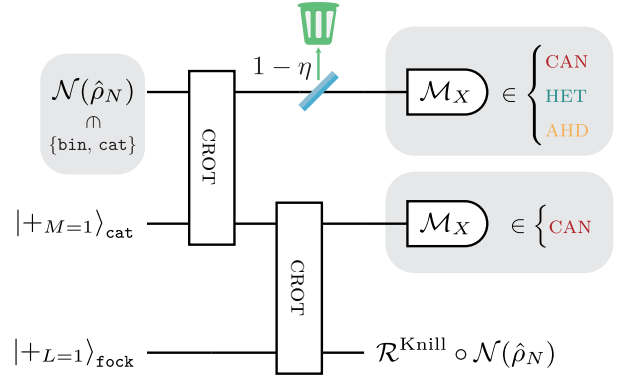 1 − η
𝒩(ρ̂_N)
∈
{bin, cat}
CROT
ℳ_X ∈ { CAN
HET
AHD
|+_{M=1}⟩_cat
CROT
ℳ_X ∈ { CAN
|+_{L=1}⟩_fock
ℛ^Knill ∘ 𝒩(ρ̂_N)